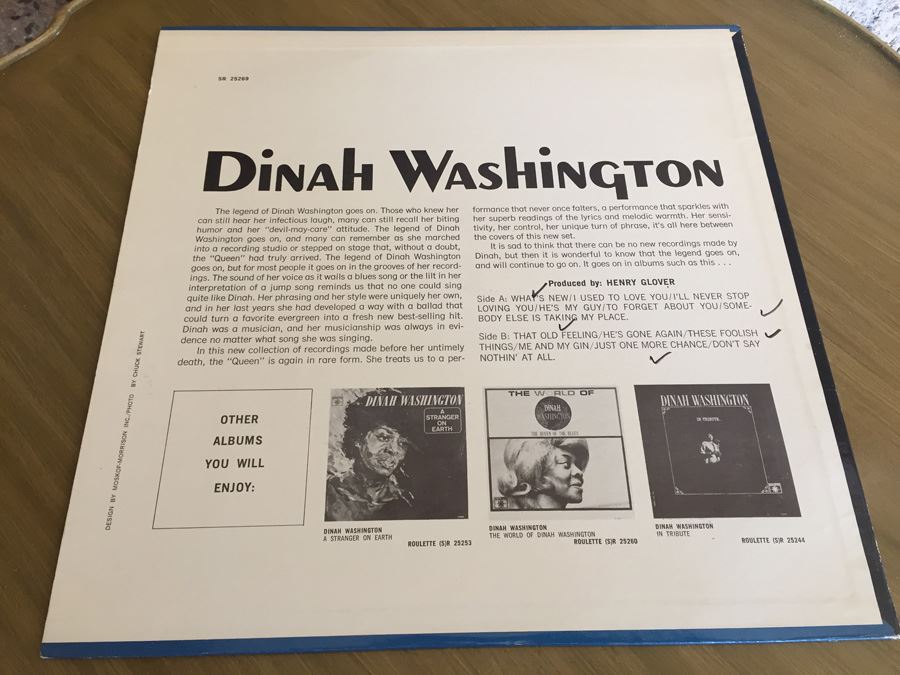 SR 25269
DINAH WASHINGTON
The legend of Dinah Washington goes on. Those who knew her
can still hear her infectious laugh, many can still recall her biting
humor and her “devil-may-care” attitude. The legend of Dinah
Washington goes on, and many can remember as she marched
into a recording studio or stepped on stage that, without a doubt,
the “Queen” had truly arrived. The legend of Dinah Washington
goes on, but for most people it goes on in the grooves of her record-
ings. The sound of her voice as it wails a blues song or the lilt in her
interpretation of a jump song reminds us that no one could sing
quite like Dinah. Her phrasing and her style were uniquely her own,
and in her last years she had developed a way with a ballad that
could turn a favorite evergreen into a fresh new best-selling hit.
Dinah was a musician, and her musicianship was always in evi-
dence no matter what song she was singing.
In this new collection of recordings made before her untimely
death, the “Queen” is again in rare form. She treats us to a per-
formance that never once falters, a performance that sparkles with
her superb readings of the lyrics and melodic warmth. Her sensi-
tivity, her control, her unique turn of phrase, it's all here between
the covers of this new set.
It is sad to think that there can be no new recordings made by
Dinah, but then it is wonderful to know that the legend goes on,
and will continue to go on. It goes on in albums such as this . . .
Produced by: HENRY GLOVER
Side A: WHAT'S NEW/I USED TO LOVE YOU/I'LL NEVER STOP
LOVING YOU/HE'S MY GUY/TO FORGET ABOUT YOU/SOME-
BODY ELSE IS TAKING MY PLACE.
Side B: THAT OLD FEELING/HE'S GONE AGAIN/THESE FOOLISH
THINGS/ME AND MY GIN/JUST ONE MORE CHANCE/DON'T SAY
NOTHIN' AT ALL.
DESIGN BY MOSKOF-MORRISON INC./PHOTO BY CHUCK STEWART
OTHER
ALBUMS
YOU WILL
ENJOY:
DINAH WASHINGTON
A
STRANGER
ON
EARTH
DINAH WASHINGTON
A STRANGER ON EARTH
ROULETTE (S)R 25253
THE WORLD OF
DINAH
WASHINGTON
THE QUEEN OF THE BLUES
DINAH WASHINGTON
THE WORLD OF DINAH WASHINGTON
ROULETTE (S)R 25260
DINAH WASHINGTON
IN TRIBUTE
DINAH WASHINGTON
IN TRIBUTE
ROULETTE (S)R 25244